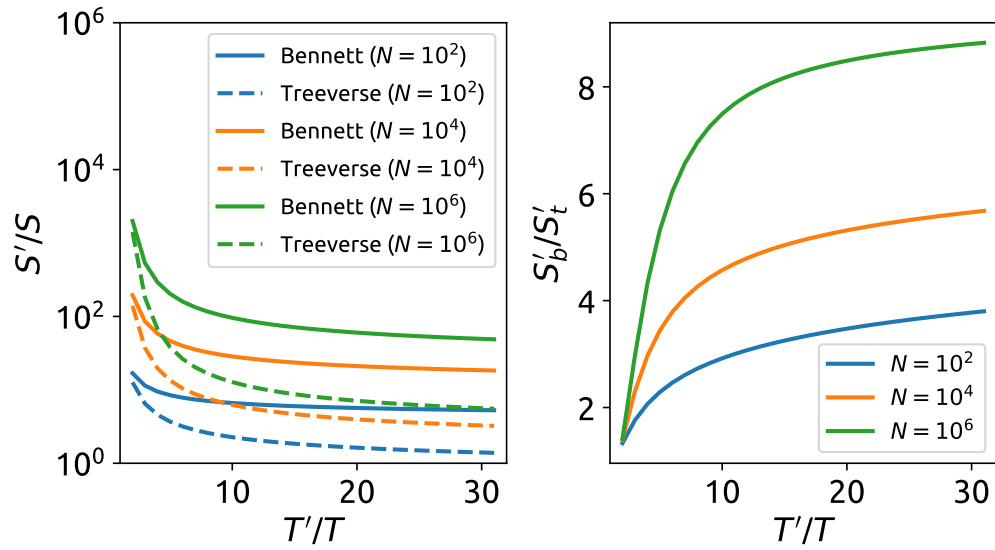 10^6
10^4
10^2
10^0
S′/S
Bennett (N = 10^2)
Treeverse (N = 10^2)
Bennett (N = 10^4)
Treeverse (N = 10^4)
Bennett (N = 10^6)
Treeverse (N = 10^6)
10 20 30
T′/T
8
6
4
2
S′_b/S′_t
N = 10^2
N = 10^4
N = 10^6
10 20 30
T′/T